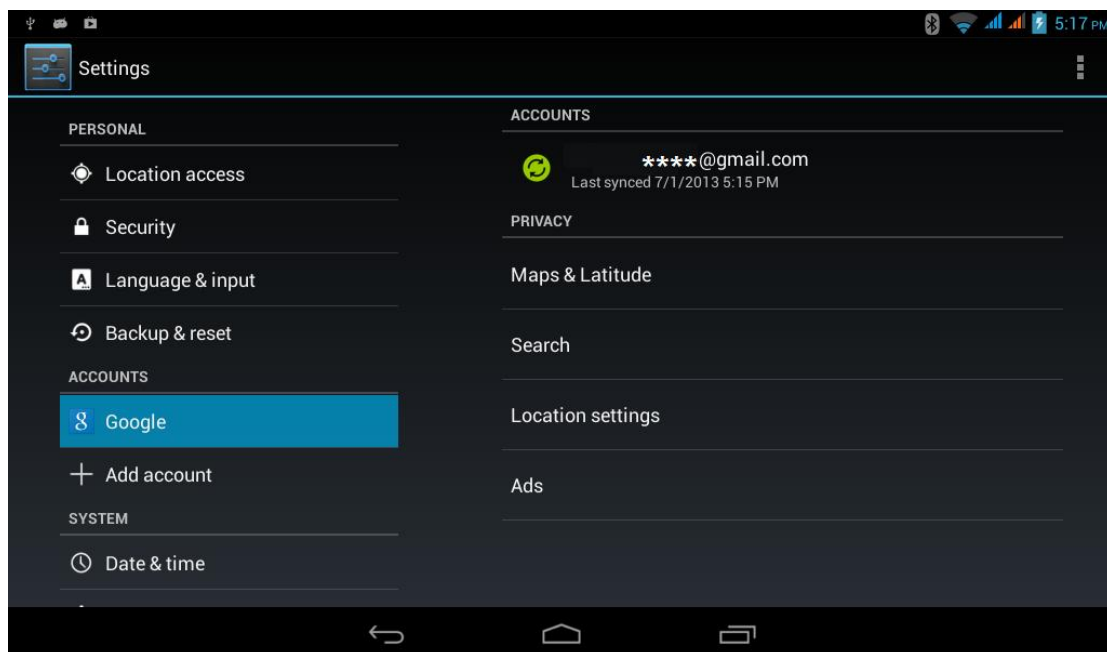 5:17 PM
Settings
PERSONAL
Location access
Security
Language & input
Backup & reset
ACCOUNTS
Google
Add account
SYSTEM
Date & time
ACCOUNTS
****@gmail.com
Last synced 7/1/2013 5:15 PM
PRIVACY
Maps & Latitude
Search
Location settings
Ads